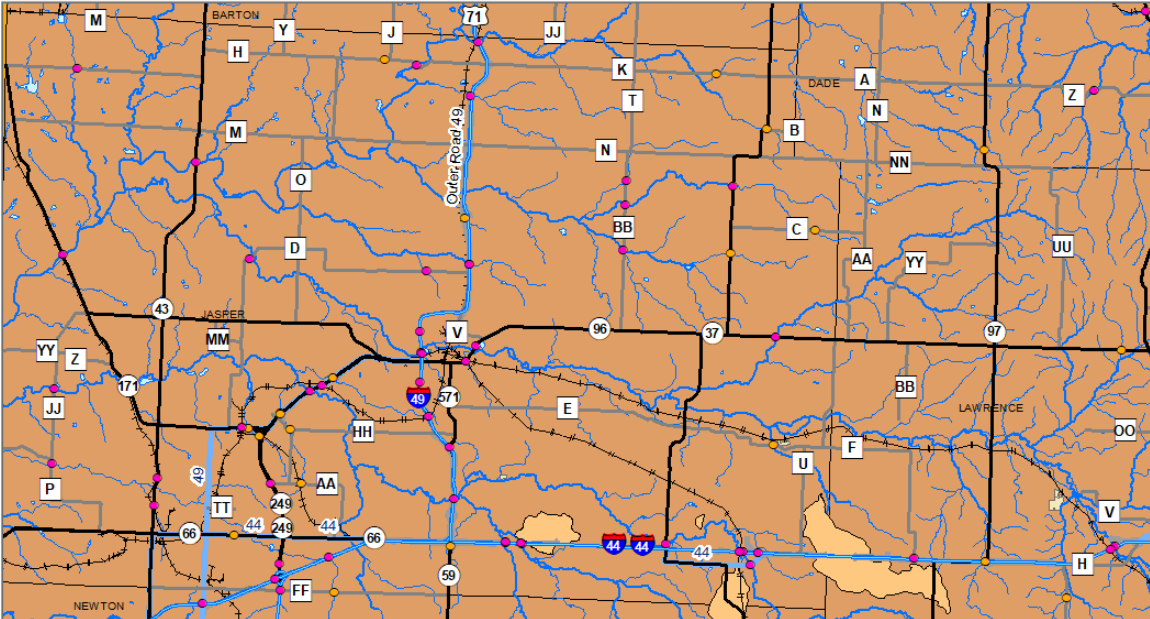 BARTON
71
M
Y
J
JJ
H
K
A
DADE
T
N
Z
Outer Road 49
M
B
N
NN
O
BB
C
D
UU
AA
YY
43
JASPER
V
96
37
97
MM
YY
Z
171
BB
49
571
JJ
E
LAWRENCE
HH
OO
F
U
49
P
AA
TT
249
V
66
44
249
44
66
44
44
44
H
59
FF
NEWTON